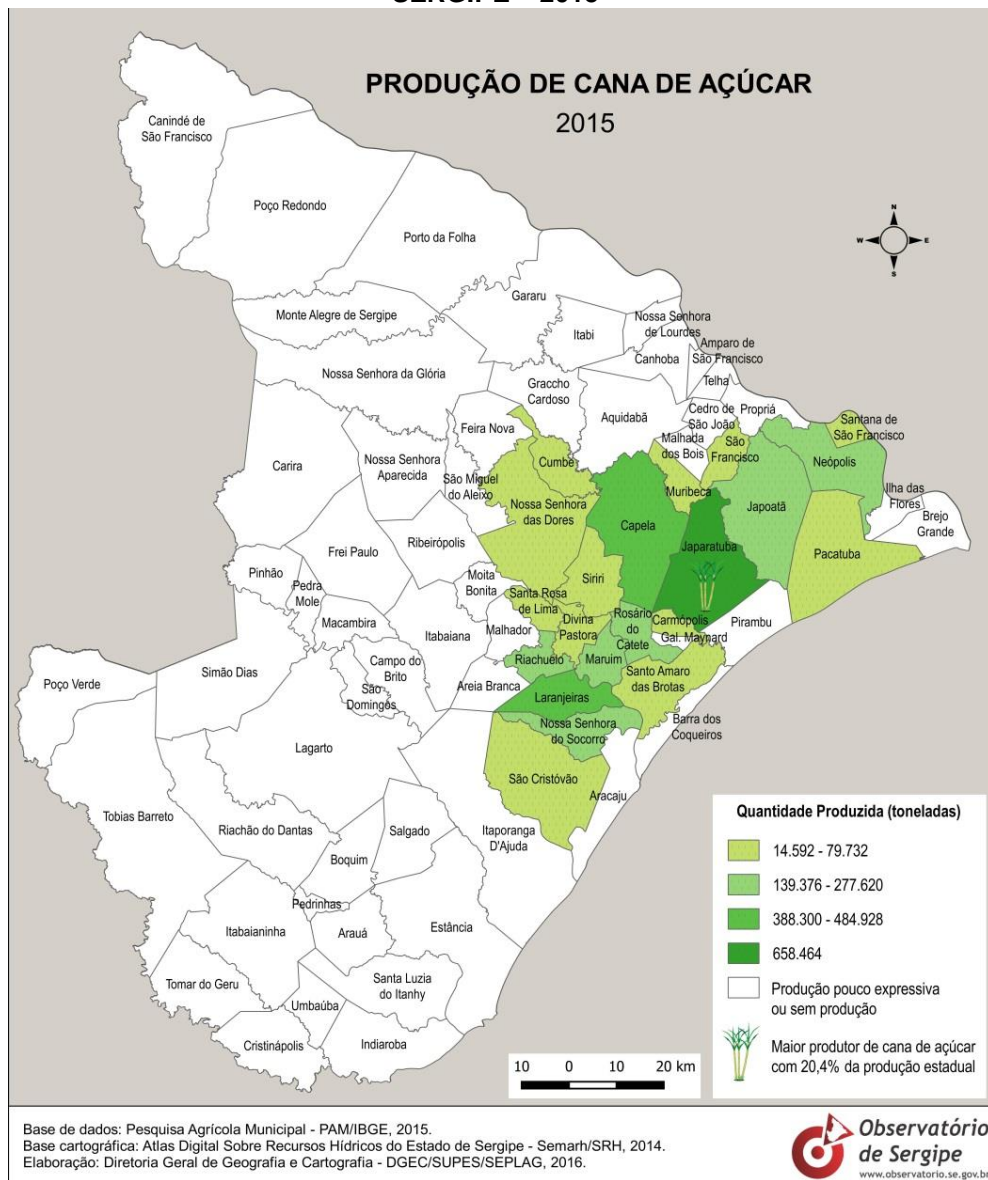 SERGIPE – 2015
PRODUÇÃO DE CANA DE AÇÚCAR
2015
Canindé de
São Francisco
Poço Redondo
Porto da Folha
N
W
E
S
Gararu
Monte Alegre de Sergipe
Nossa Senhora
de Lourdes
Itabi
Amparo de
São Francisco
Canhoba
Nossa Senhora da Glória
Telha
Graccho
Cardoso
Aquidabã
Cedro de
São João
Propriá
Santana de
São Francisco
Feira Nova
Malhada
dos Bois
São
Francisco
Carira
Nossa Senhora
Aparecida
São Miguel
do Aleixo
Cumbe
Neópolis
Muribeca
Ilha das
Flores
Nossa Senhora
das Dores
Japoatã
Brejo
Grande
Capela
Japaratuba
Pacatuba
Frei Paulo
Ribeirópolis
Pinhão
Pedra
Mole
Moita
Bonita
Siriri
Santa Rosa
de Lima
Macambira
Itabaiana
Malhador
Divina
Pastora
Rosário
do
Catete
Carmópolis
Pirambu
Gal. Maynard
Poço Verde
Simão Dias
Campo do
Brito
São
Domingos
Areia Branca
Riachuelo
Maruim
Santo Amaro
das Brotas
Laranjeiras
Nossa Senhora
do Socorro
Barra dos
Coqueiros
Lagarto
São Cristóvão
Aracaju
Tobias Barreto
Riachão do Dantas
Salgado
Itaporanga
D'Ajuda
Boquim
Pedrinhas
Itabaianinha
Arauá
Estância
Tomar do Geru
Santa Luzia
do Itanhy
Umbaúba
Cristinápolis
Indiaroba
Quantidade Produzida (toneladas)
14.592 - 79.732
139.376 - 277.620
388.300 - 484.928
658.464
Produção pouco expressiva
ou sem produção
Maior produtor de cana de açúcar
com 20,4% da produção estadual
10 0 10 20 km
Base de dados: Pesquisa Agrícola Municipal - PAM/IBGE, 2015.
Base cartográfica: Atlas Digital Sobre Recursos Hídricos do Estado de Sergipe - Semarh/SRH, 2014.
Elaboração: Diretoria Geral de Geografia e Cartografia - DGEC/SUPES/SEPLAG, 2016.
Observatório
de Sergipe
www.observatorio.se.gov.br